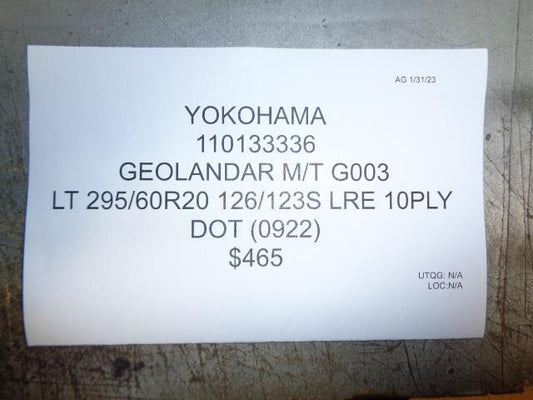 AG 1/31/23
YOKOHAMA
110133336
GEOLANDAR M/T G003
LT 295/60R20 126/123S LRE 10PLY
DOT (0922)
$465
UTQG: N/A
LOC:N/A